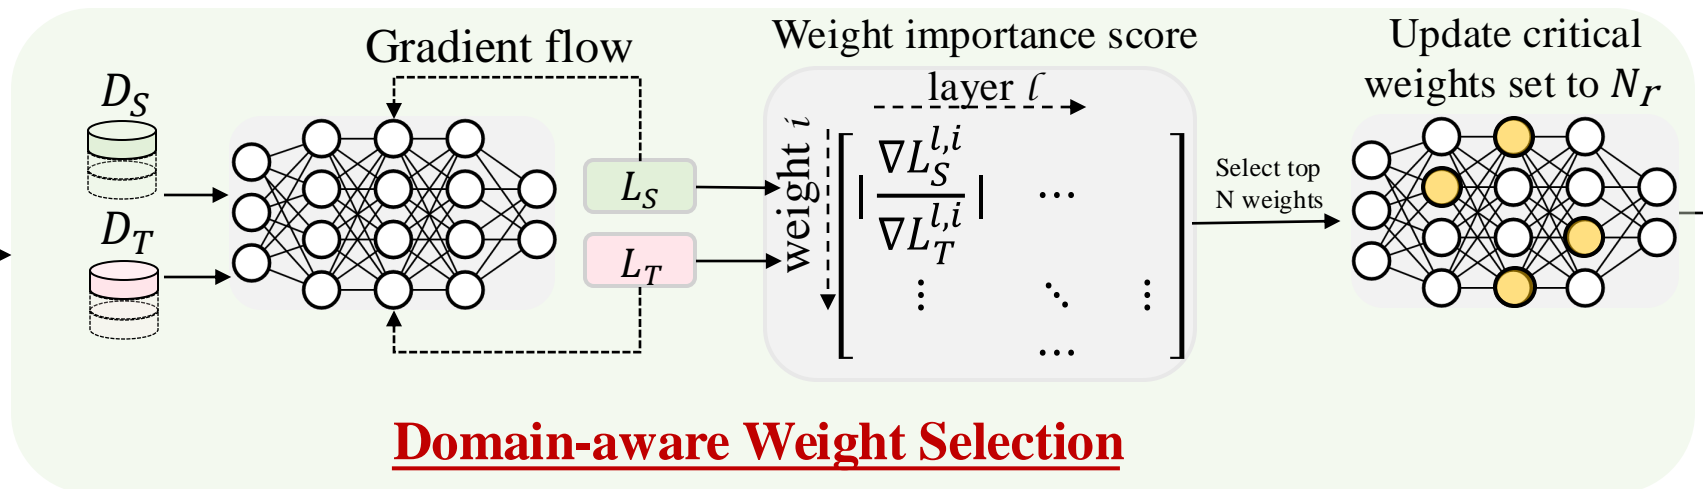 Gradient flow
D_S
D_T
L_S
L_T
Weight importance score
layer l
weight i
| ∇L_S^{l,i} / ∇L_T^{l,i} | ⋯
⋮ ⋱ ⋮
⋯
Select top
N weights
Update critical
weights set to N_r
Domain-aware Weight Selection